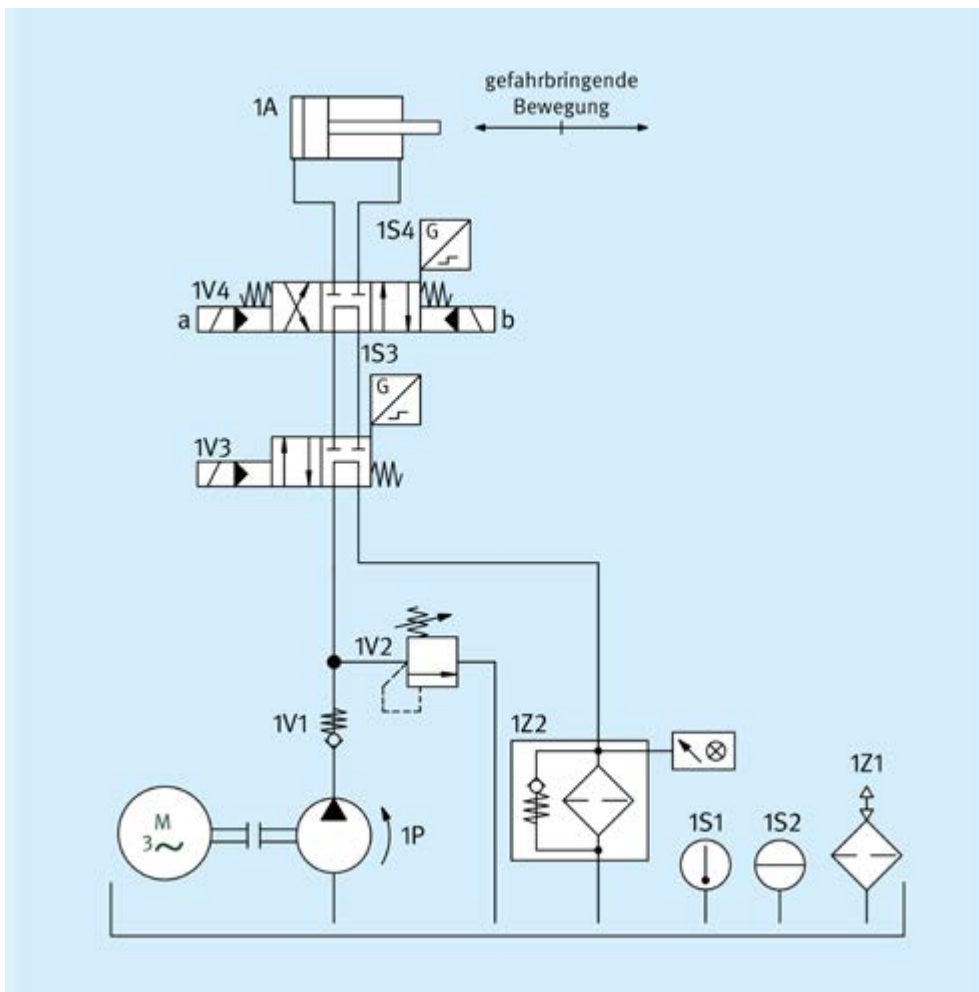 gefahrbringende
Bewegung
1A
1S4
G
1V4
a
b
1S3
G
1V3
1V2
1V1
1Z2
1Z1
M
3~
1P
1S1
1S2